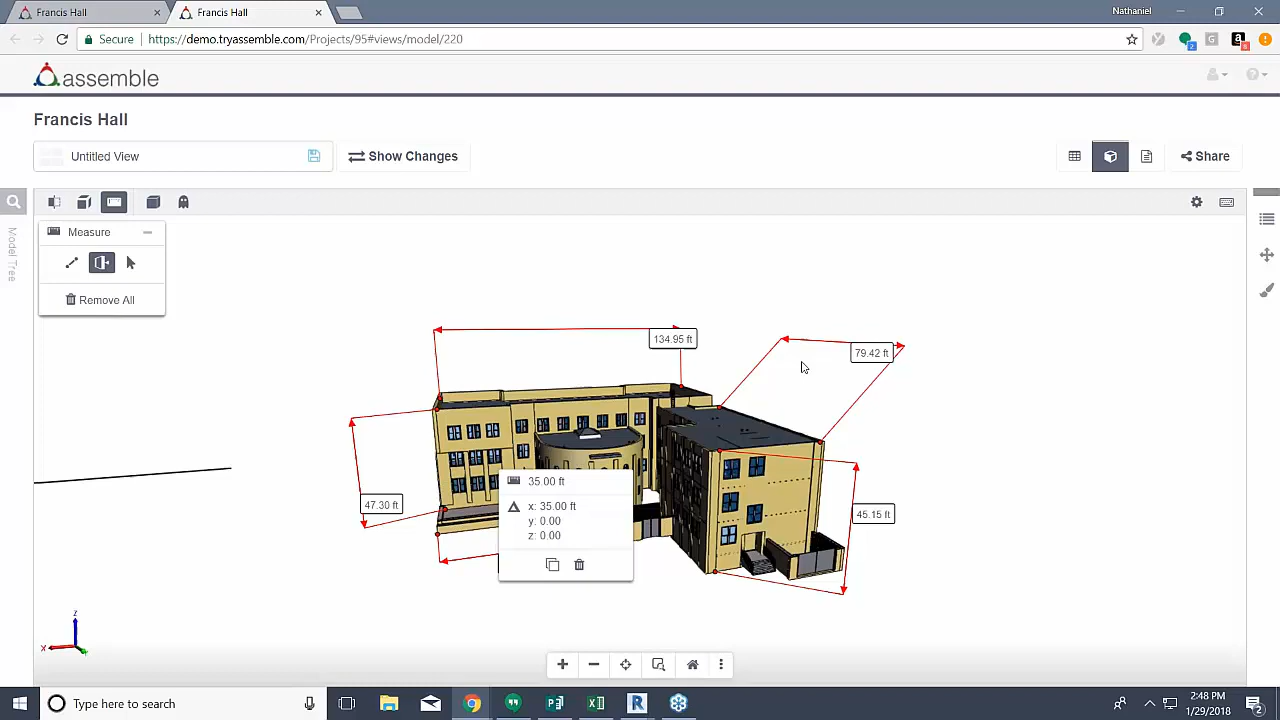 Francis Hall
Francis Hall
Nathaniel
Secure
https://demo.tryassemble.com/Projects/95#views/model/220
assemble
Francis Hall
Untitled View
Show Changes
Share
Model Tree
Measure
Remove All
134.95 ft
79.42 ft
47.30 ft
35.00 ft
x: 35.00 ft
y: 0.00
z: 0.00
45.15 ft
z
x
Type here to search
2:48 PM
1/29/2018